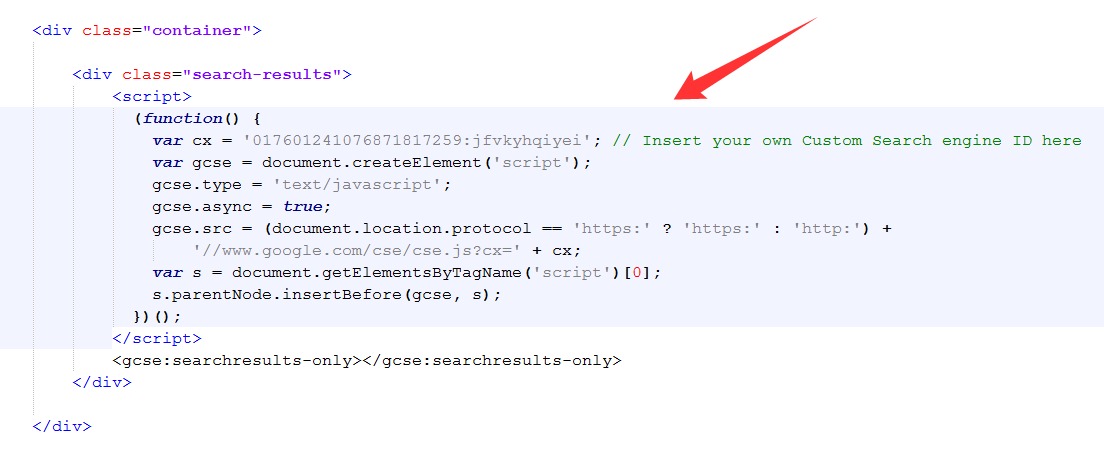 <div class="container">
<div class="search-results">
<script>
(function() {
var cx = '017601241076871817259:jfvkyhqiyei'; // Insert your own Custom Search engine ID here
var gcse = document.createElement('script');
gcse.type = 'text/javascript';
gcse.async = true;
gcse.src = (document.location.protocol == 'https:' ? 'https:' : 'http:') +
'//www.google.com/cse/cse.js?cx=' + cx;
var s = document.getElementsByTagName('script')[0];
s.parentNode.insertBefore(gcse, s);
})();
</script>
<gcse:searchresults-only></gcse:searchresults-only>
</div>
</div>